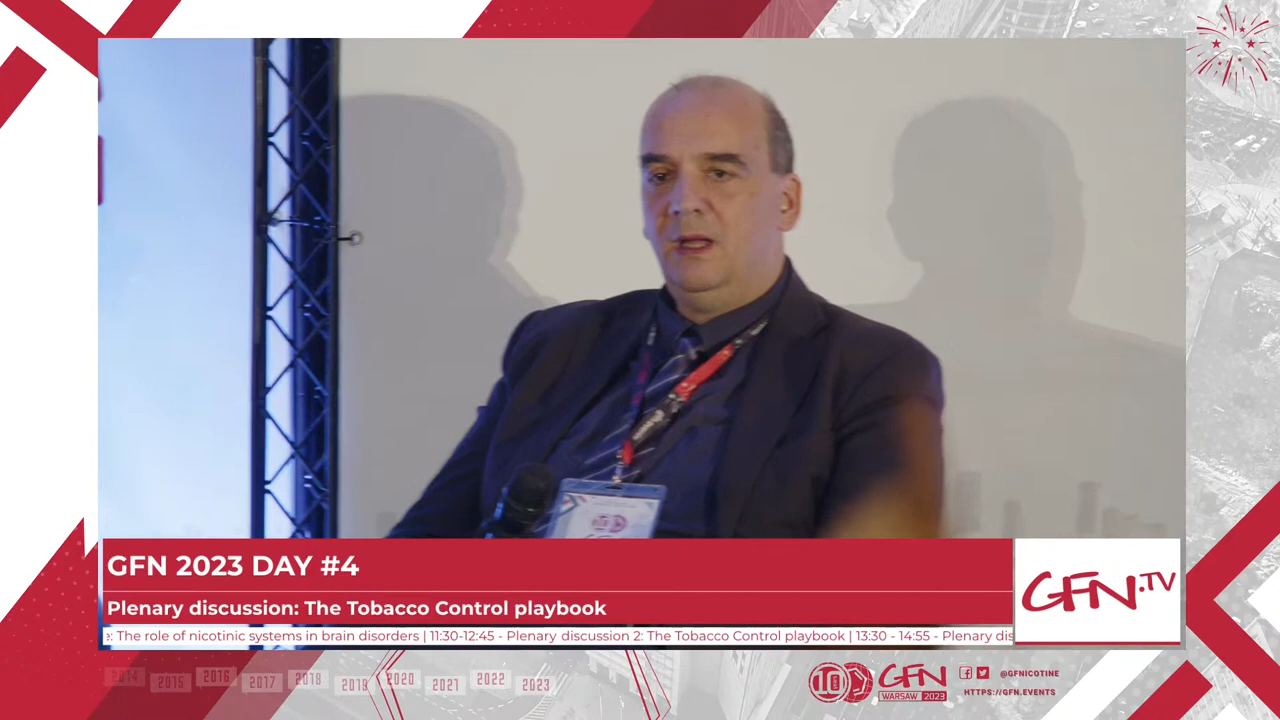 GFN 2023 DAY #4
Plenary discussion: The Tobacco Control playbook
: The role of nicotinic systems in brain disorders | 11:30-12:45 - Plenary discussion 2: The Tobacco Control playbook | 13:30 - 14:55 - Plenary dis
GFN.TV
2014 2015 2016 2017 2018 2018 2020 2021 2022 2023
GFN
WARSAW 2023
@GFNICOTINE
HTTPS://GFN.EVENTS